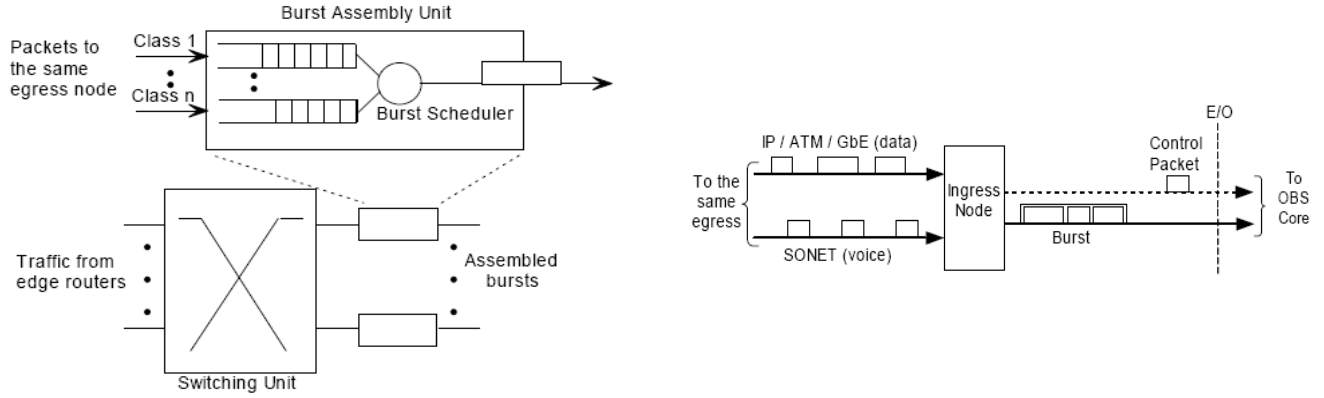 Burst Assembly Unit
Packets to
the same
egress node
Class 1
Class n
Burst Scheduler
Traffic from
edge routers
Assembled
bursts
Switching Unit
E/O
IP / ATM / GbE (data)
Control
Packet
To the
same
egress
Ingress
Node
To
OBS
Core
Burst
SONET (voice)